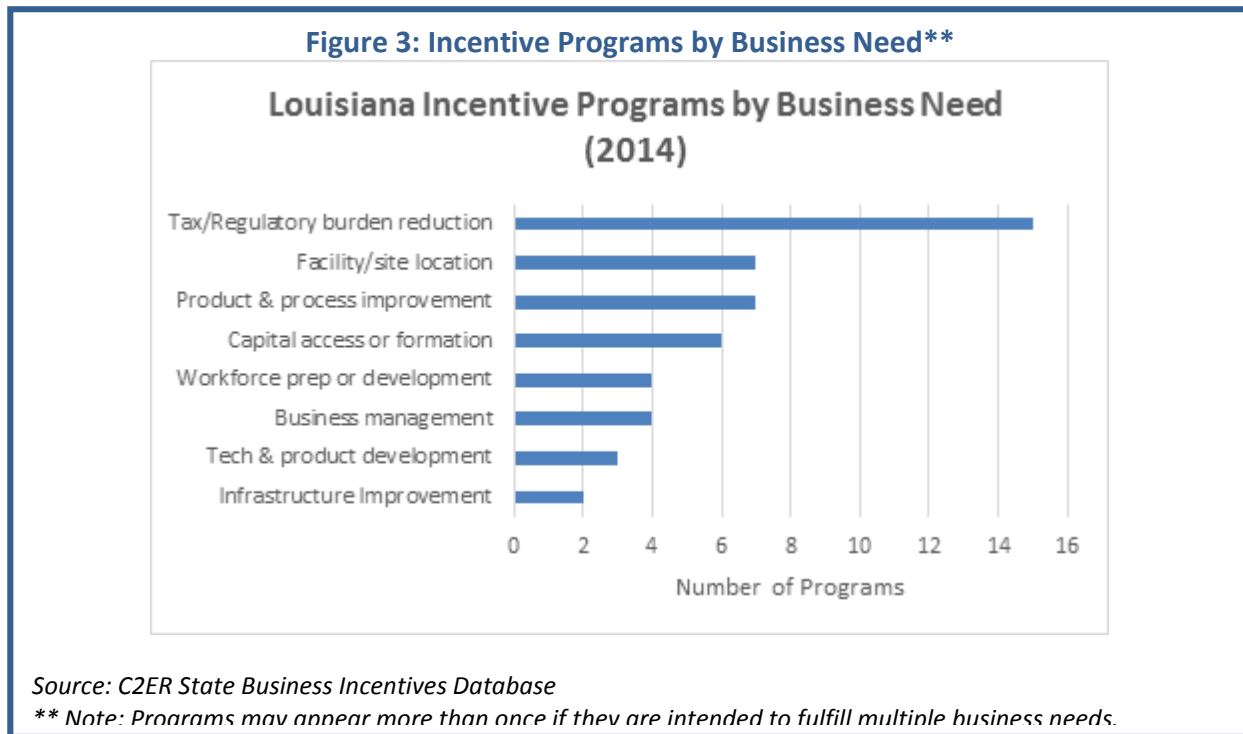 Figure 3: Incentive Programs by Business Need**
Louisiana Incentive Programs by Business Need
(2014)
Tax/Regulatory burden reduction
Facility/site location
Product & process improvement
Capital access or formation
Workforce prep or development
Business management
Tech & product development
Infrastructure Improvement
0 2 4 6 8 10 12 14 16
Number of Programs
Source: C2ER State Business Incentives Database
** Note: Programs may appear more than once if they are intended to fulfill multiple business needs.